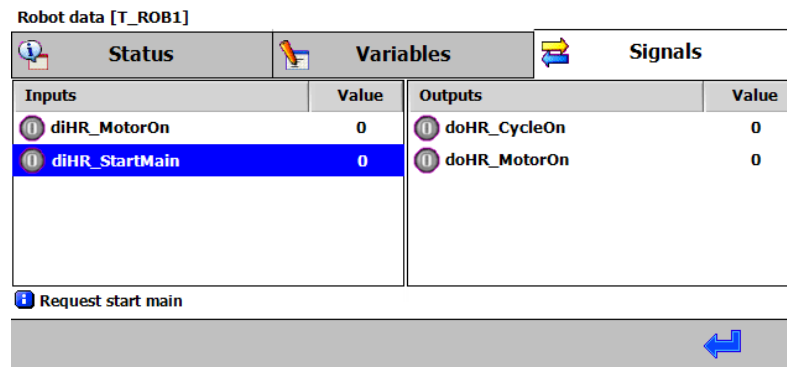 Robot data [T_ROB1]
Status Variables Signals
Inputs Value Outputs Value
diHR_MotorOn 0 doHR_CycleOn 0
diHR_StartMain 0 doHR_MotorOn 0
Request start main